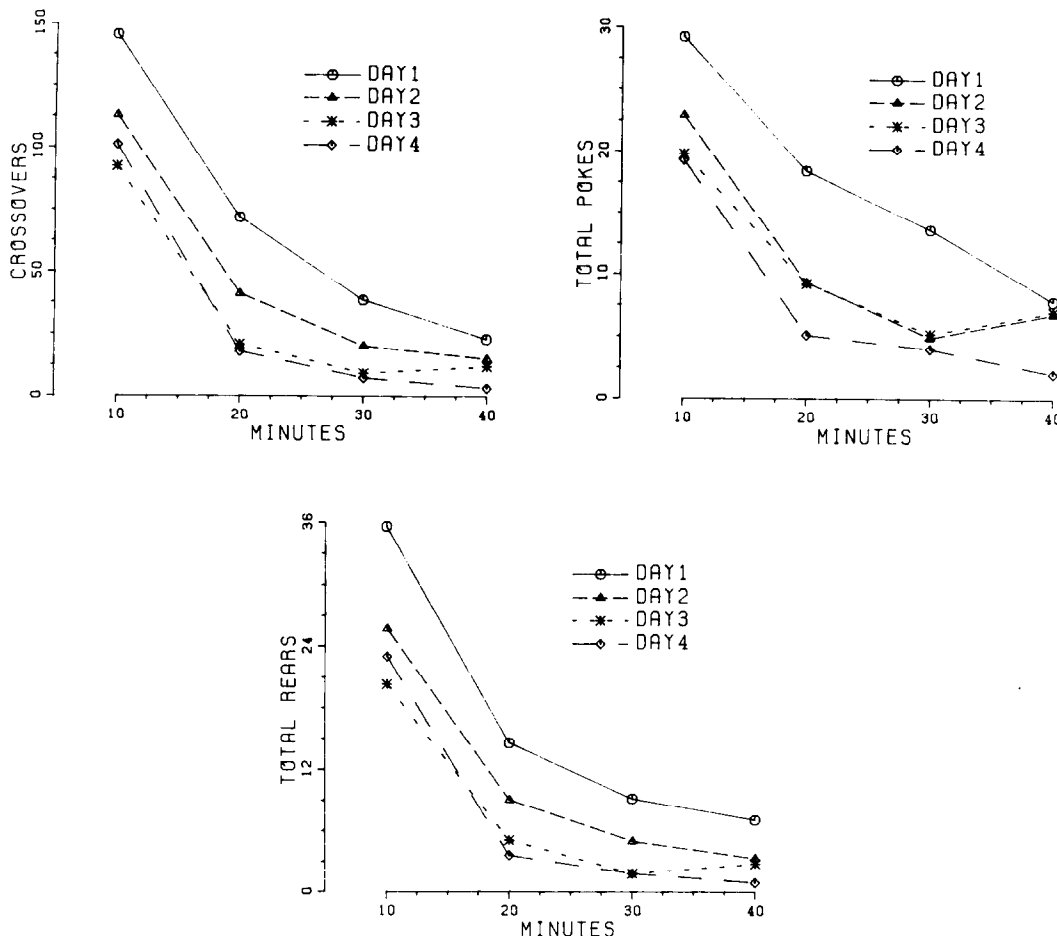 CROSSOVERS
150
100
50
0
DAY1
DAY2
DAY3
DAY4
10 20 30 40
MINUTES
TOTAL POKES
30
20
10
0
DAY1
DAY2
DAY3
DAY4
10 20 30 40
MINUTES
TOTAL REARS
36
24
12
0
DAY1
DAY2
DAY3
DAY4
10 20 30 40
MINUTES